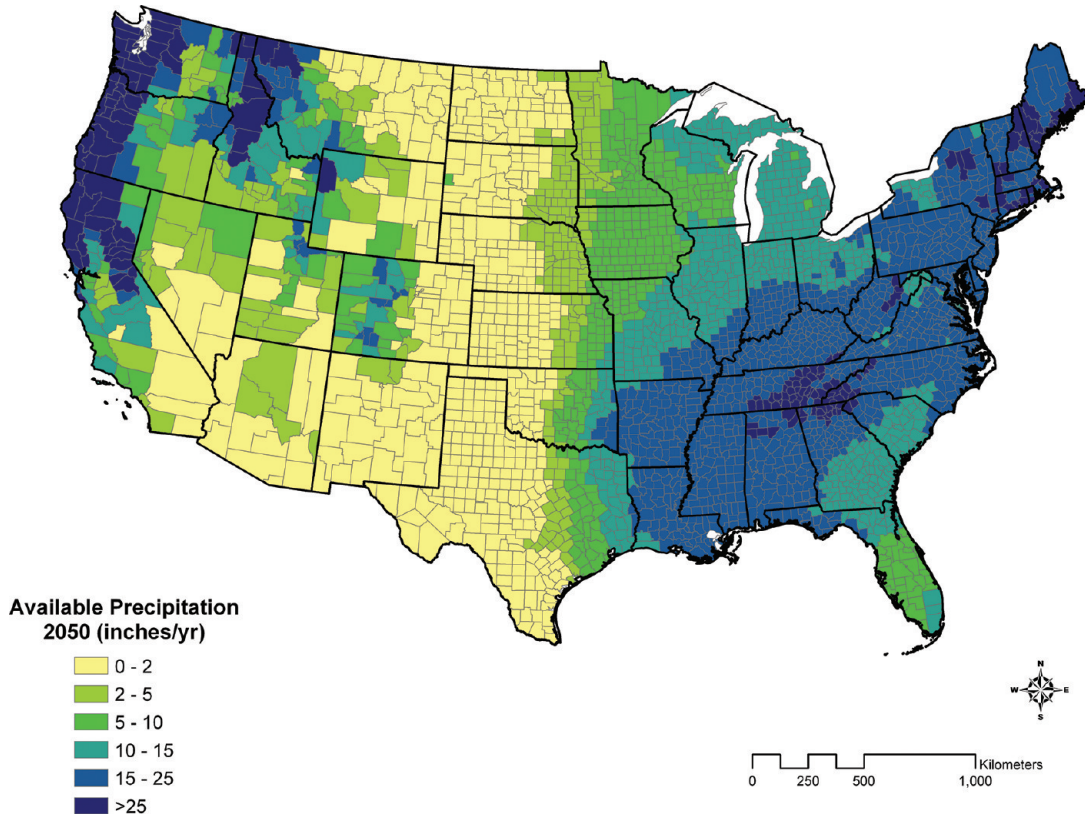 Available Precipitation
2050 (inches/yr)
0 - 2
2 - 5
5 - 10
10 - 15
15 - 25
>25
N
W E
S
Kilometers
0 250 500 1,000